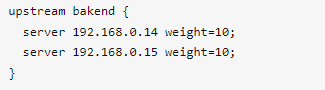 upstream bakend {
  server 192.168.0.14 weight=10;
  server 192.168.0.15 weight=10;
}